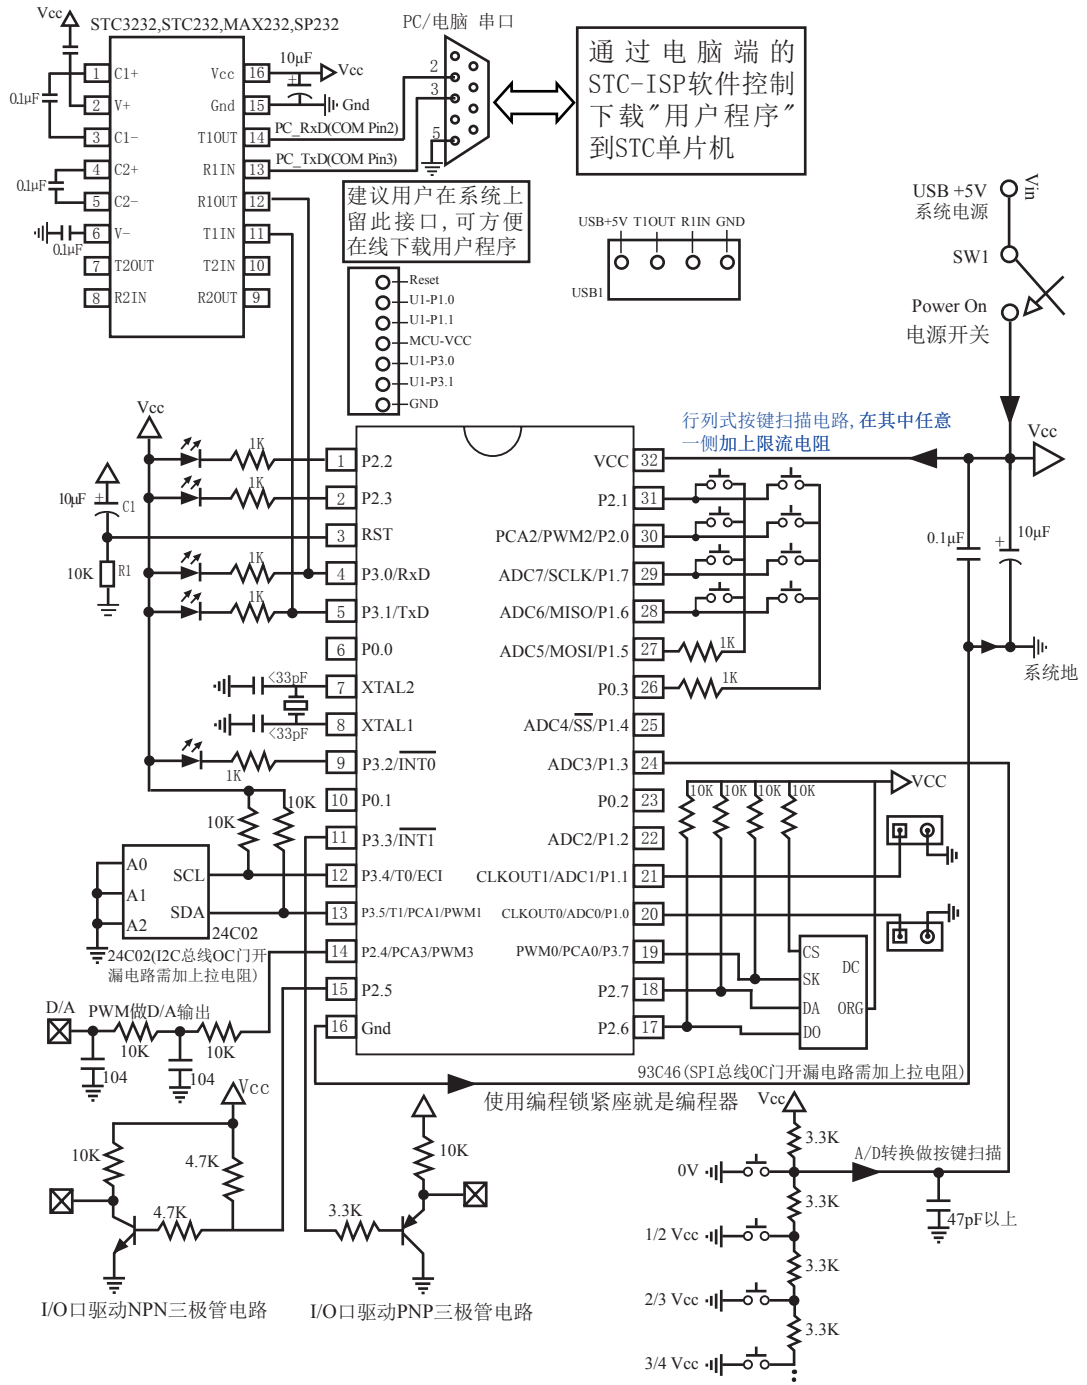 Vcc
STC3232,STC232,MAX232,SP232
PC/电脑 串口
0.1µF
0.1µF
0.1µF
1 C1+
2 V+
3 C1-
4 C2+
5 C2-
6 V-
7 T2OUT
8 R2IN
Vcc 16
Gnd 15
T1OUT 14
R1IN 13
R1OUT 12
T1IN 11
T2IN 10
R2OUT 9
10µF
+
Vcc
Gnd
PC_RxD(COM Pin2)
PC_TxD(COM Pin3)
2
3
5
通过电脑端的
STC-ISP软件控制
下载"用户程序"
到STC单片机
建议用户在系统上
留此接口,可方便
在线下载用户程序
Reset
U1-P1.0
U1-P1.1
MCU-VCC
U1-P3.0
U1-P3.1
GND
USB+5V T1OUT R1IN GND
USB1
USB +5V
系统电源
Vin
SW1
Power On
电源开关
Vcc
行列式按键扫描电路,在其中任意
一侧加上限流电阻
0.1µF
+
10µF
系统地
Vcc
1K
1K
10µF
+
C1
10K
R1
1K
1K
<33pF
<33pF
1K
10K
10K
1 P2.2
2 P2.3
3 RST
4 P3.0/RxD
5 P3.1/TxD
6 P0.0
7 XTAL2
8 XTAL1
9 P3.2/INT0
10 P0.1
11 P3.3/INT1
12 P3.4/T0/ECI
13 P3.5/T1/PCA1/PWM1
14 P2.4/PCA3/PWM3
15 P2.5
16 Gnd
VCC 32
P2.1 31
PCA2/PWM2/P2.0 30
ADC7/SCLK/P1.7 29
ADC6/MISO/P1.6 28
ADC5/MOSI/P1.5 27
P0.3 26
ADC4/SS/P1.4 25
ADC3/P1.3 24
P0.2 23
ADC2/P1.2 22
CLKOUT1/ADC1/P1.1 21
CLKOUT0/ADC0/P1.0 20
PWM0/PCA0/P3.7 19
P2.7 18
P2.6 17
1K
1K
10K 10K 10K 10K
VCC
CS
SK
DA
DO
DC
ORG
93C46(SPI总线OC门开漏电路需加上拉电阻)
A0
A1
A2
SCL
SDA
24C02
24C02(I2C总线OC门开
漏电路需加上拉电阻)
D/A
PWM做D/A输出
10K
10K
104
104
使用编程锁紧座就是编程器
Vcc
10K
4.7K
4.7K
I/O口驱动NPN三极管电路
10K
3.3K
I/O口驱动PNP三极管电路
Vcc
3.3K
0V
A/D转换做按键扫描
3.3K
47pF以上
1/2 Vcc
3.3K
2/3 Vcc
3.3K
3/4 Vcc